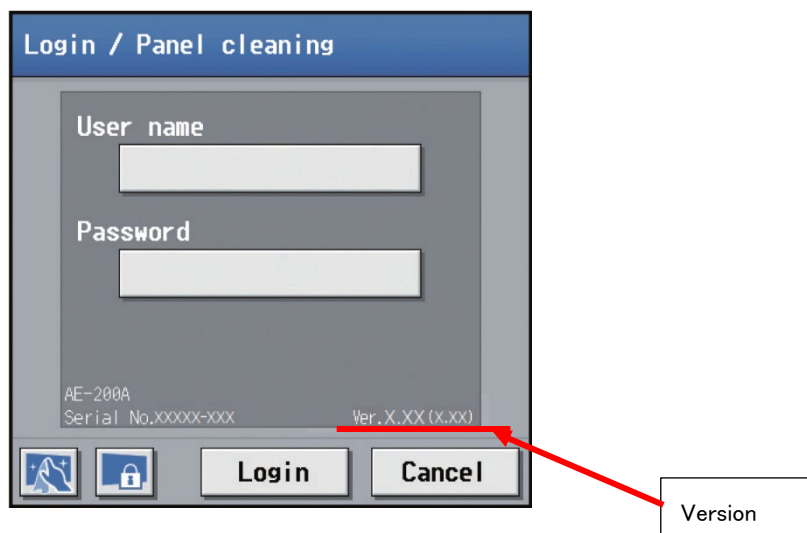 Login / Panel cleaning
User name
Password
AE-200A
Serial No.XXXXX-XXX Ver.X.XX(X.XX)
Login Cancel
Version